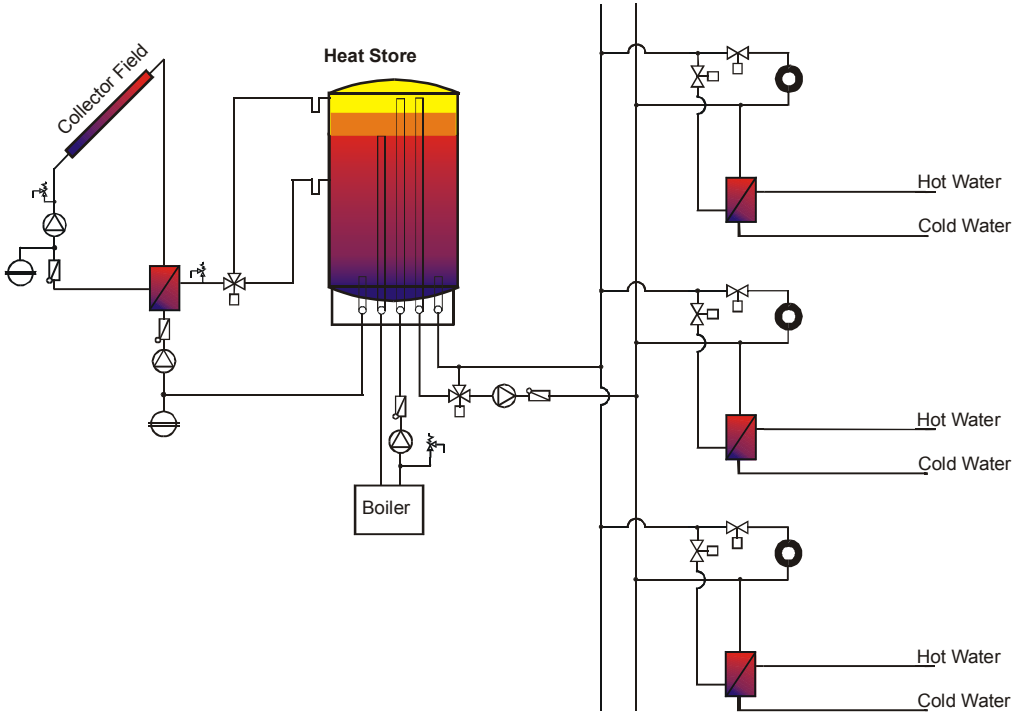 Heat Store
Collector Field
Hot Water
Cold Water
Hot Water
Cold Water
Boiler
Hot Water
Cold Water